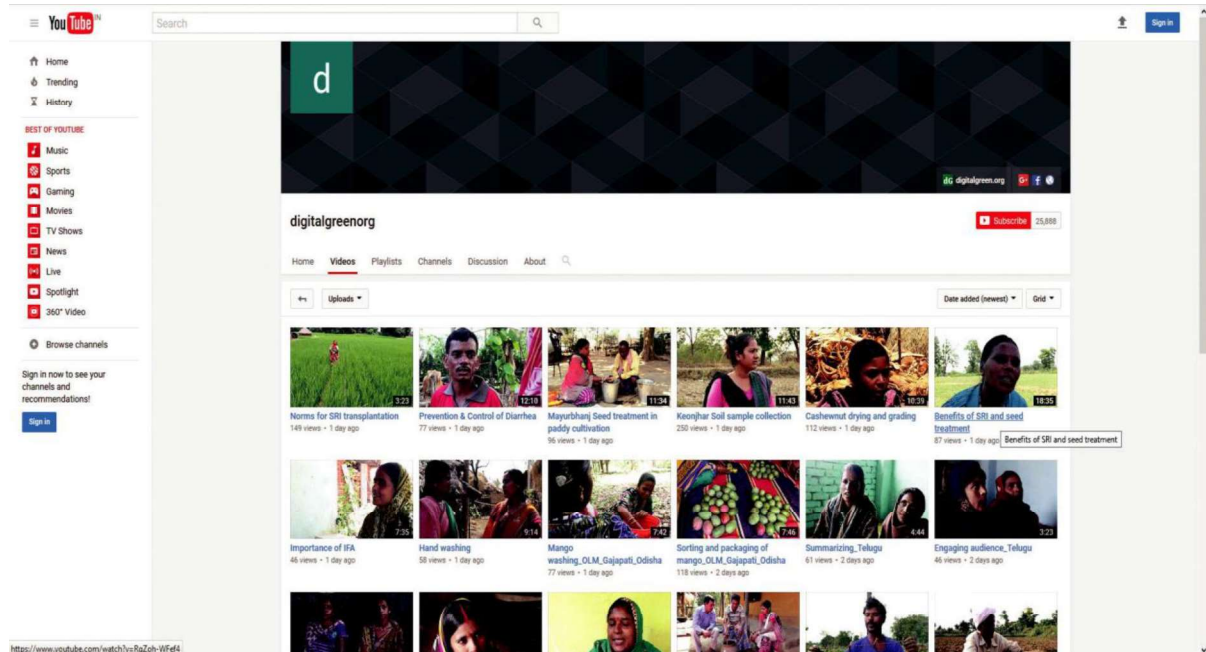 You Tube IN
Search
Sign in
Home
Trending
History
BEST OF YOUTUBE
Music
Sports
Gaming
Movies
TV Shows
News
Live
Spotlight
360° Video
Browse channels
Sign in now to see your
channels and
recommendations!
Sign in
d
dG digitalgreen.org G+ f
digitalgreenorg
Subscribe 25,888
Home Videos Playlists Channels Discussion About
Uploads
Date added (newest) Grid
3:23 12:10 11:34 11:43 10:39 18:35
Norms for SRI transplantation
149 views • 1 day ago
Prevention & Control of Diarrhea
77 views • 1 day ago
Mayurbhanj Seed treatment in
paddy cultivation
96 views • 1 day ago
Keonjhar Soil sample collection
250 views • 1 day ago
Cashewnut drying and grading
112 views • 1 day ago
Benefits of SRI and seed
treatment
87 views • 1 day ago
Benefits of SRI and seed treatment
7:35 9:14 7:42 7:46 4:44 3:23
Importance of IFA
46 views • 1 day ago
Hand washing
58 views • 1 day ago
Mango
washing_OLM_Gajapati_Odisha
77 views • 1 day ago
Sorting and packaging of
mango_OLM_Gajapati_Odisha
118 views • 2 days ago
Summarizing_Telugu
61 views • 2 days ago
Engaging audience_Telugu
46 views • 2 days ago
https://www.youtube.com/watch?v=RqZoh-WFef4